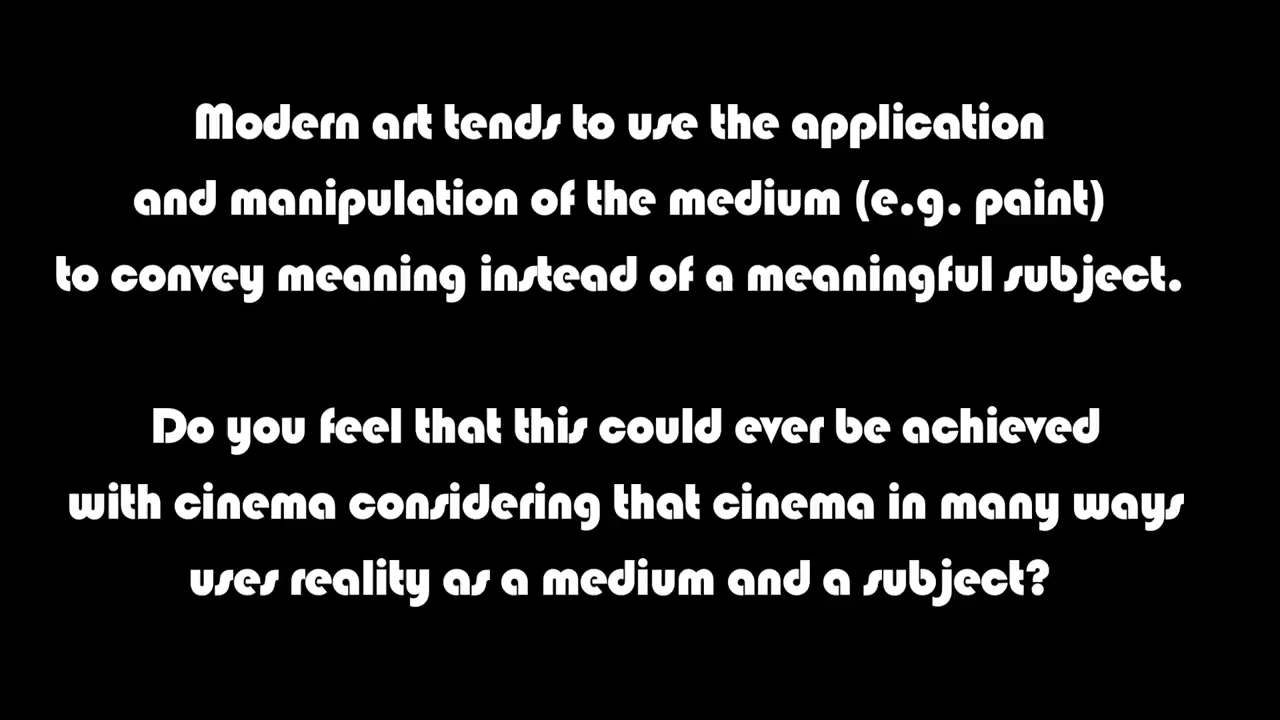 Modern art tends to use the application
and manipulation of the medium (e.g. paint)
to convey meaning instead of a meaningful subject.
Do you feel that this could ever be achieved
with cinema considering that cinema in many ways
uses reality as a medium and a subject?